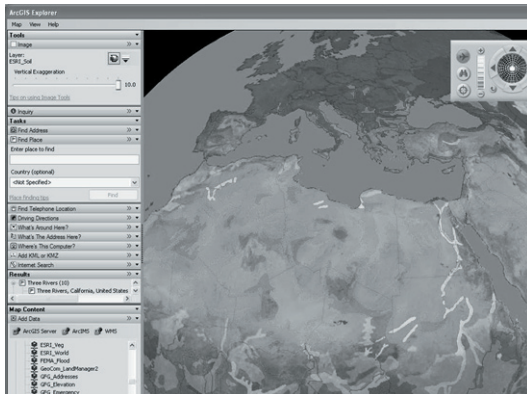 ArcGIS Explorer
Map View Help
Tools
Image
Layer:
ESRI_Soil
Vertical Exaggeration
10.0
Tips on using Image Tools
Inquiry
Tasks
Find Address
Find Place
Enter place to find
Country (optional)
<Not Specified>
Find
Place finding tips
Find Telephone Location
Driving Directions
What's Around Here?
What's The Address Here?
Where's This Computer?
Add KML or KMZ
Internet Search
Results
Three Rivers (10)
Three Rivers, California, United States
Map Content
Add Data
ArcGIS Server ArcIMS WMS
ESRI_Veg
ESRI_World
FEMA_Flood
GeoCom_LandManager2
GPG_Addresses
GPG_Elevation
GPG_Emergency